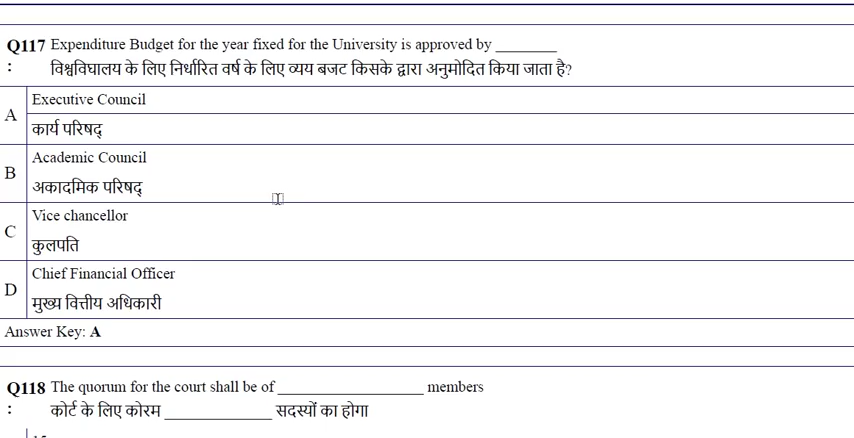 Q117 Expenditure Budget for the year fixed for the University is approved by ________
: विश्वविघालय के लिए निर्धारित वर्ष के लिए व्यय बजट किसके द्वारा अनुमोदित किया जाता है?
Executive Council
A
कार्य परिषद्
Academic Council
B
अकादमिक परिषद्
Vice chancellor
C
कुलपति
Chief Financial Officer
D
मुख्य वित्तीय अधिकारी
Answer Key: A
Q118 The quorum for the court shall be of ___________________ members
: कोर्ट के लिए कोरम ______________ सदस्यों का होगा